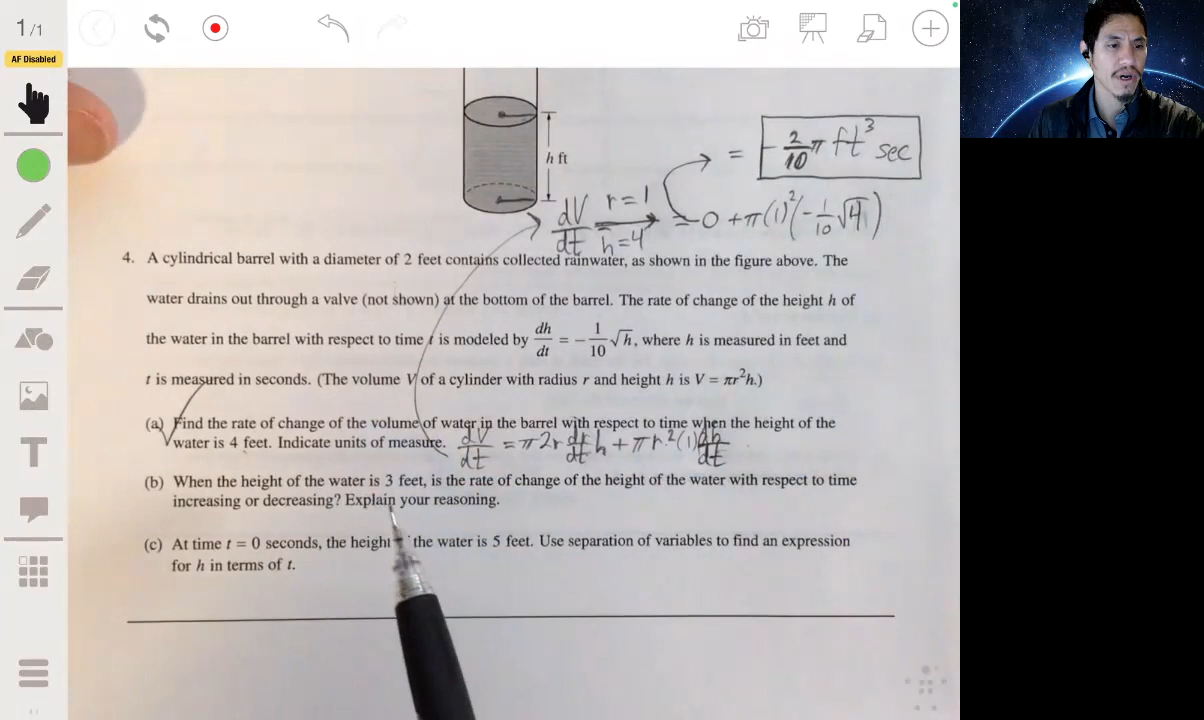 1/1
AF Disabled
h ft
= - 2/10 π ft³ sec
dV/dt r=1 h=4 = 0 + π(1)²(-1/10 √4)
4. A cylindrical barrel with a diameter of 2 feet contains collected rainwater, as shown in the figure above. The
water drains out through a valve (not shown) at the bottom of the barrel. The rate of change of the height h of
the water in the barrel with respect to time t is modeled by dh/dt = -1/10 √h, where h is measured in feet and
t is measured in seconds. (The volume V of a cylinder with radius r and height h is V = πr²h.)
(a) Find the rate of change of the volume of water in the barrel with respect to time when the height of the
water is 4 feet. Indicate units of measure.
dV/dt = π2r dr/dt h + πr²(1) dh/dt
(b) When the height of the water is 3 feet, is the rate of change of the height of the water with respect to time
increasing or decreasing? Explain your reasoning.
(c) At time t = 0 seconds, the height the water is 5 feet. Use separation of variables to find an expression
for h in terms of t.
T